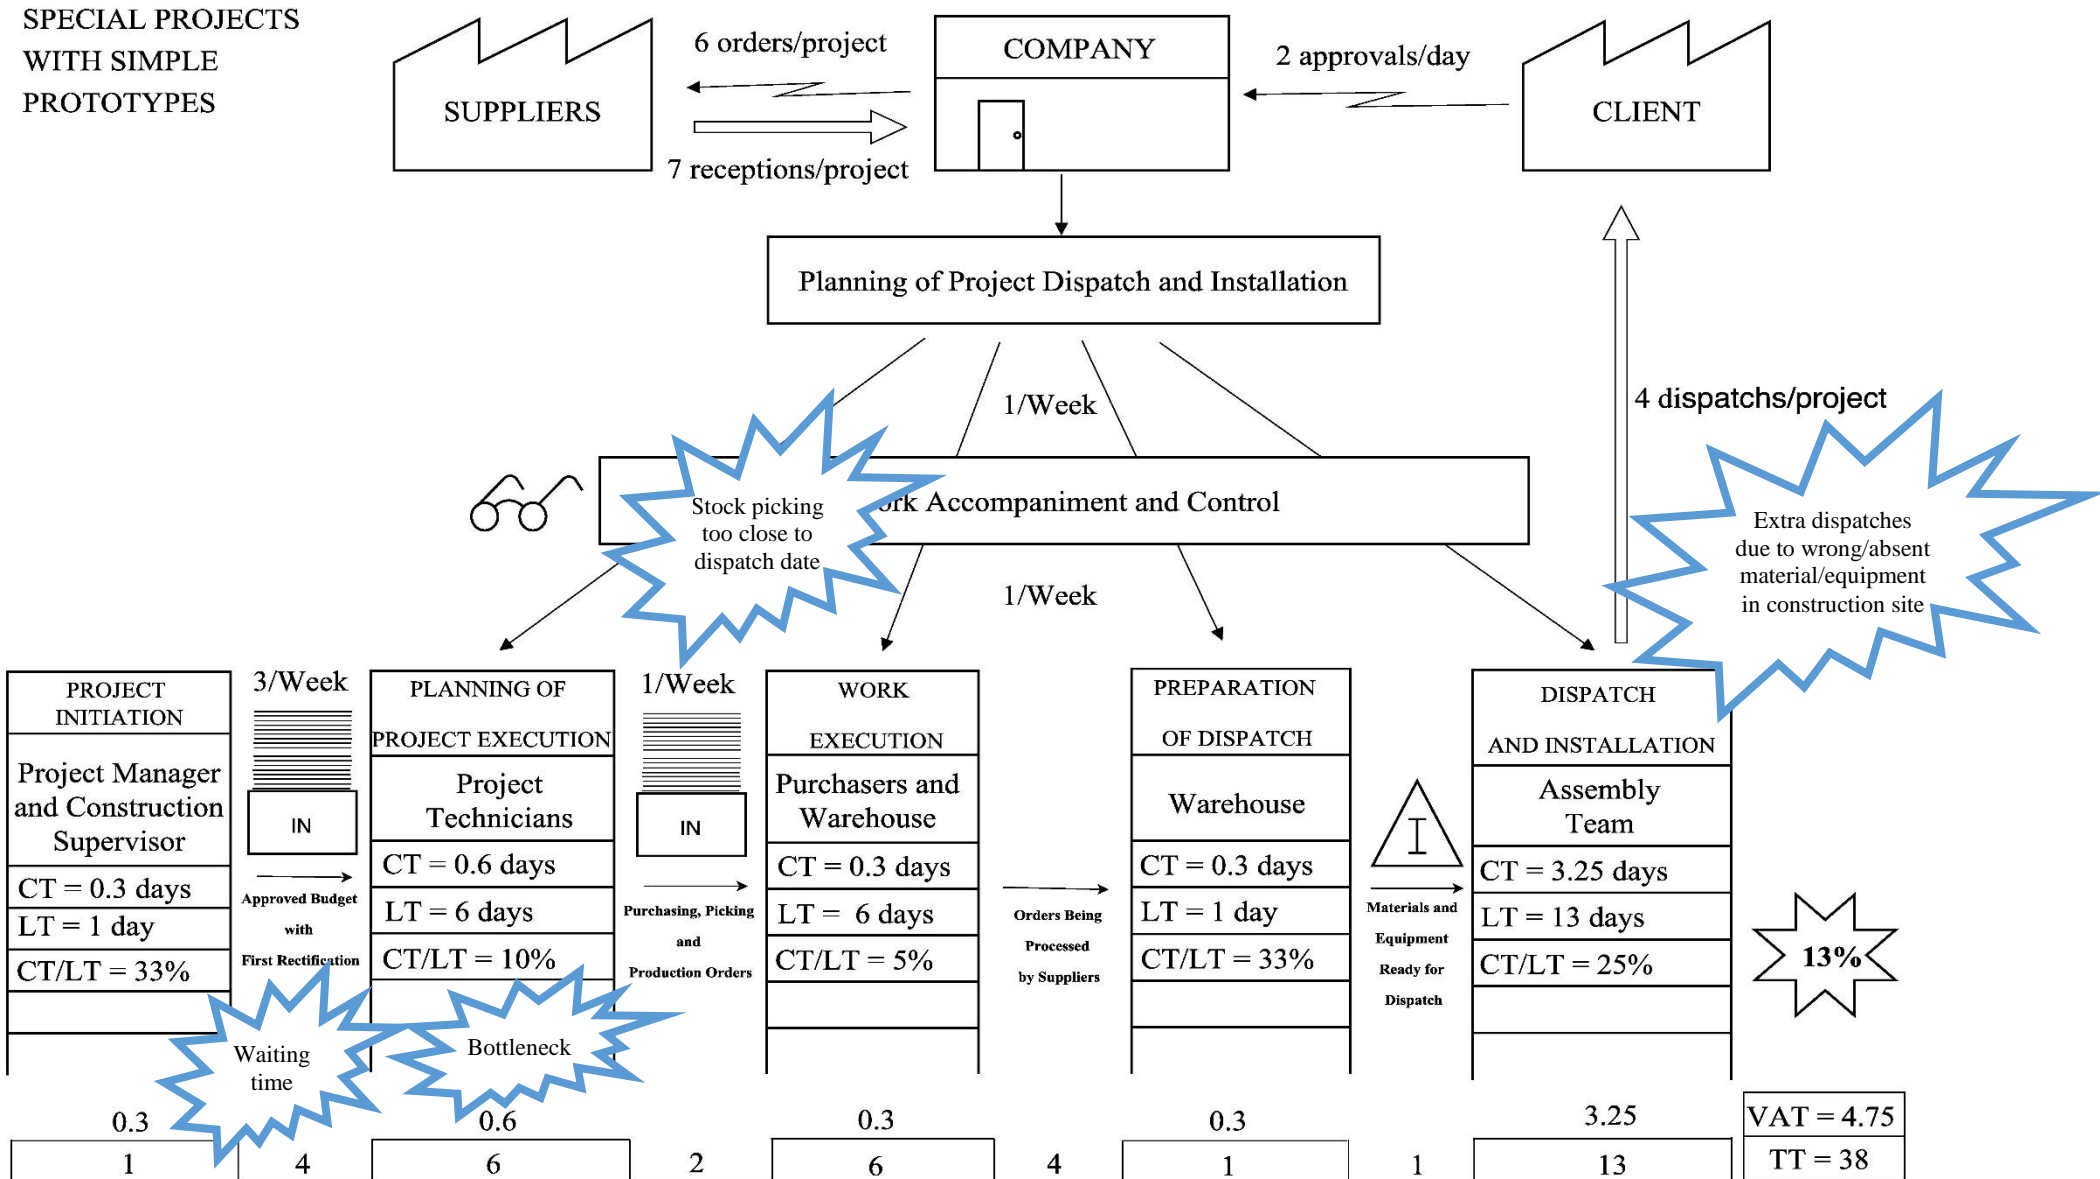 SPECIAL PROJECTS
WITH SIMPLE
PROTOTYPES
SUPPLIERS
6 orders/project
7 receptions/project
COMPANY
2 approvals/day
CLIENT
Planning of Project Dispatch and Installation
1/Week
4 dispatchs/project
Stock picking
too close to
dispatch date
ork Accompaniment and Control
Extra dispatches
due to wrong/absent
material/equipment
in construction site
1/Week
PROJECT
INITIATION
Project Manager
and Construction
Supervisor
CT = 0.3 days
LT = 1 day
CT/LT = 33%
3/Week
IN
Approved Budget
with
First Rectification
Waiting
time
PLANNING OF
PROJECT EXECUTION
Project
Technicians
CT = 0.6 days
LT = 6 days
CT/LT = 10%
Bottleneck
1/Week
IN
Purchasing, Picking
and
Production Orders
WORK
EXECUTION
Purchasers and
Warehouse
CT = 0.3 days
LT = 6 days
CT/LT = 5%
Orders Being
Processed
by Suppliers
PREPARATION
OF DISPATCH
Warehouse
CT = 0.3 days
LT = 1 day
CT/LT = 33%
I
Materials and
Equipment
Ready for
Dispatch
DISPATCH
AND INSTALLATION
Assembly
Team
CT = 3.25 days
LT = 13 days
CT/LT = 25%
13%
0.3
0.6
0.3
0.3
3.25
VAT = 4.75
1
4
6
2
6
4
1
1
13
TT = 38